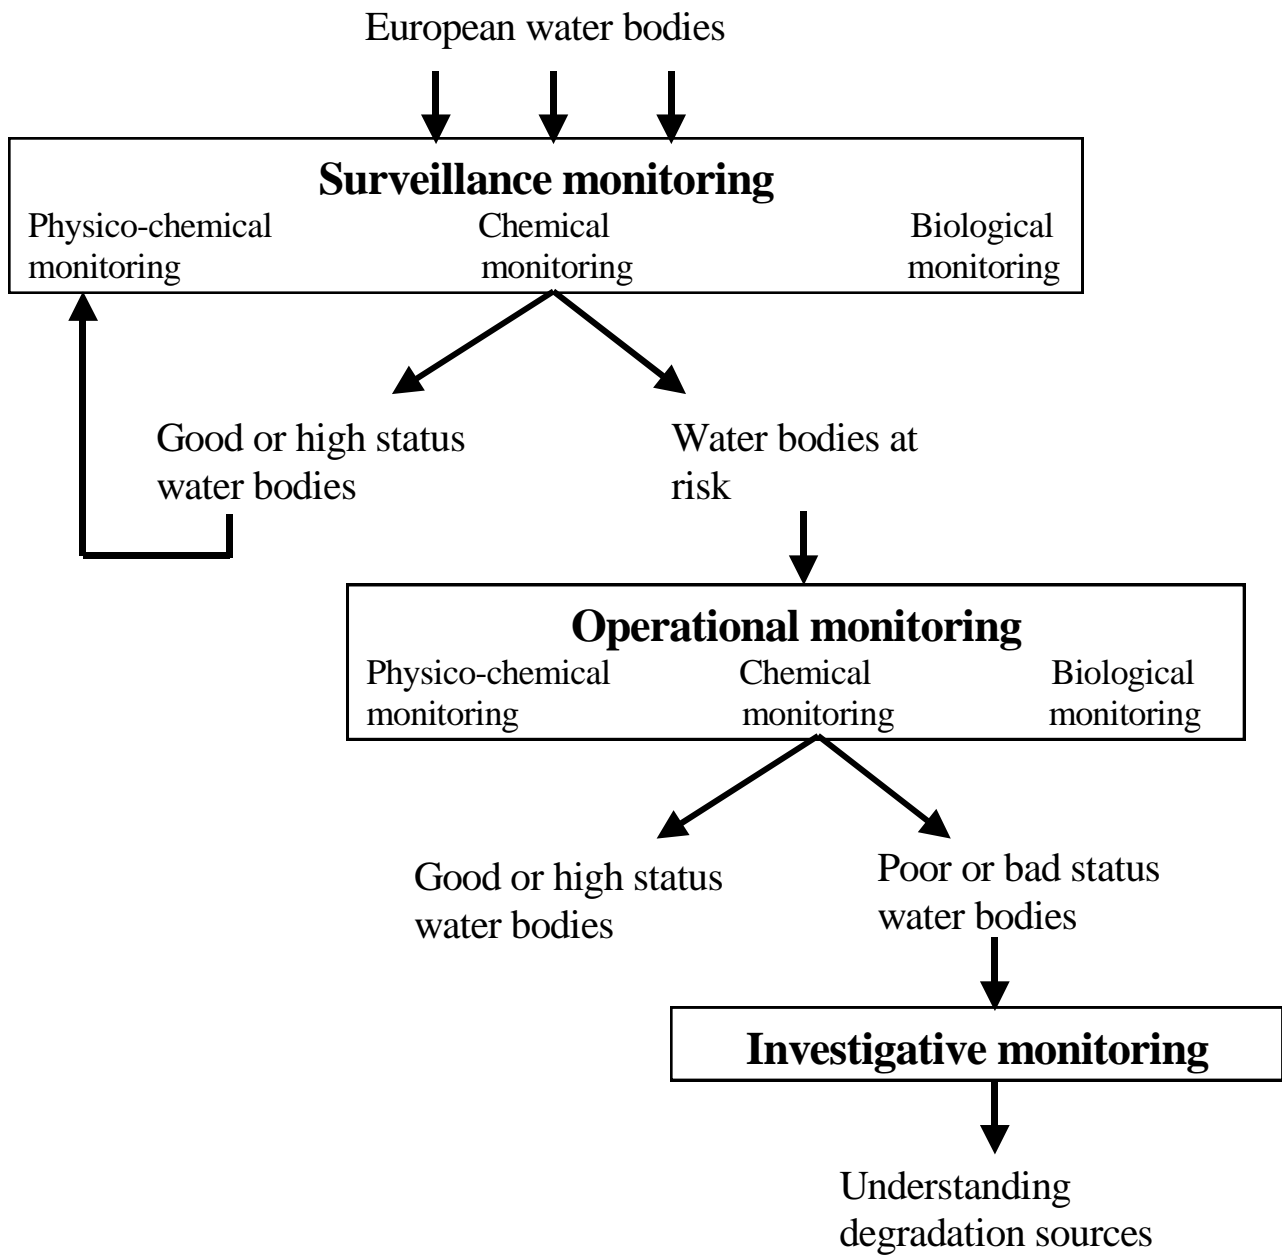 European water bodies
Surveillance monitoring
Physico-chemical
monitoring
Chemical
monitoring
Biological
monitoring
Good or high status
water bodies
Water bodies at
risk
Operational monitoring
Physico-chemical
monitoring
Chemical
monitoring
Biological
monitoring
Good or high status
water bodies
Poor or bad status
water bodies
Investigative monitoring
Understanding
degradation sources